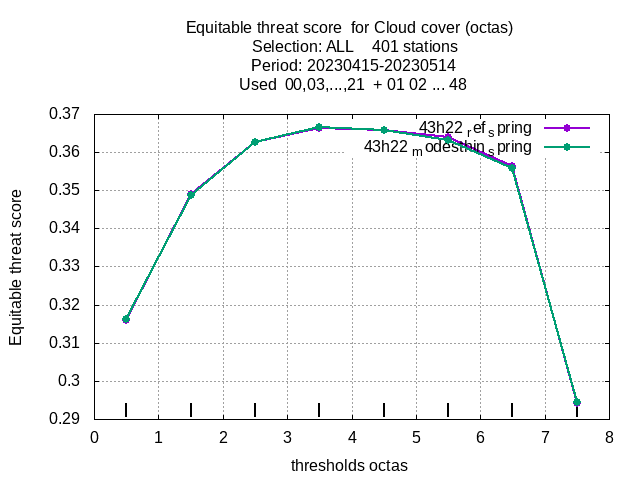 Equitable threat score  for Cloud cover (octas)
Selection: ALL    401 stations
Period: 20230415-20230514
Used  00,03,...,21  + 01 02 ... 48
43h22 ref spring
43h22 modesthin spring
0.37
0.36
0.35
0.34
0.33
0.32
0.31
0.3
0.29
Equitable threat score
0 1 2 3 4 5 6 7 8
thresholds octas